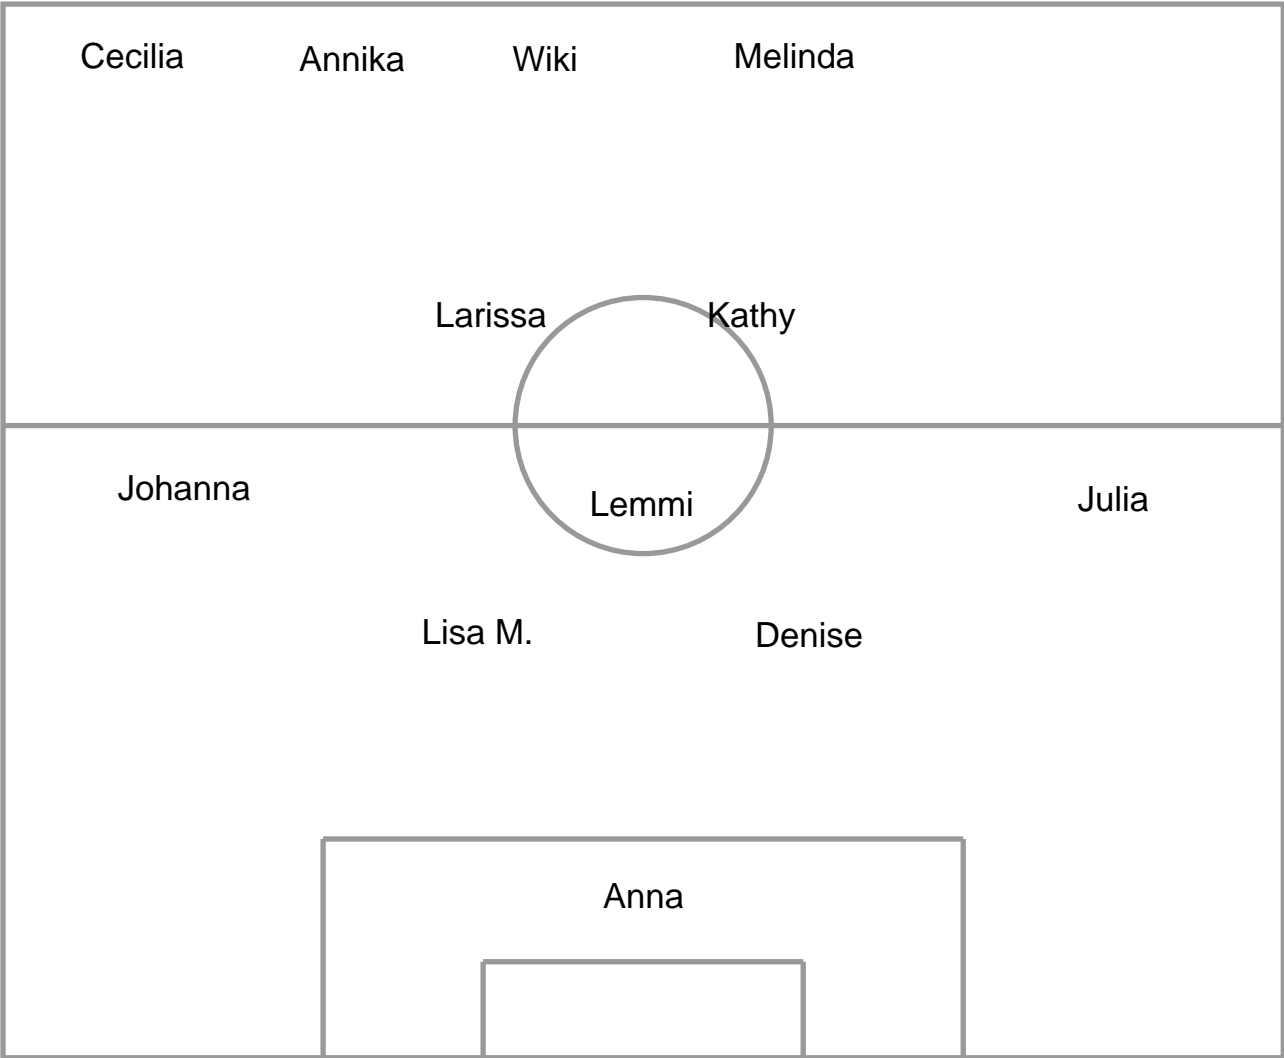 Cecilia Annika Wiki Melinda
Larissa Kathy
Johanna Lemmi Julia
Lisa M. Denise
Anna